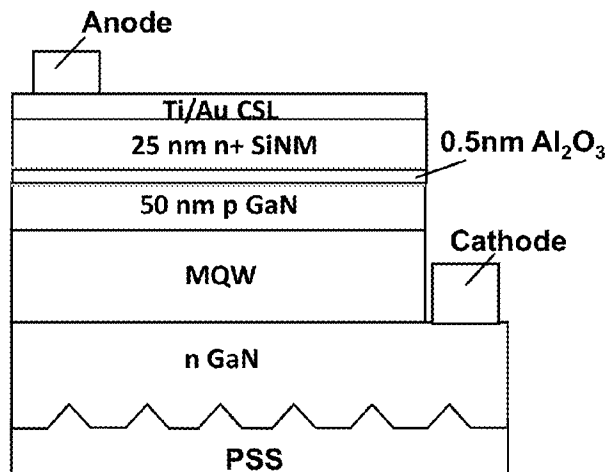 Anode
Ti/Au CSL
25 nm n+ SiNM
0.5nm Al₂O₃
50 nm p GaN
Cathode
MQW
n GaN
PSS